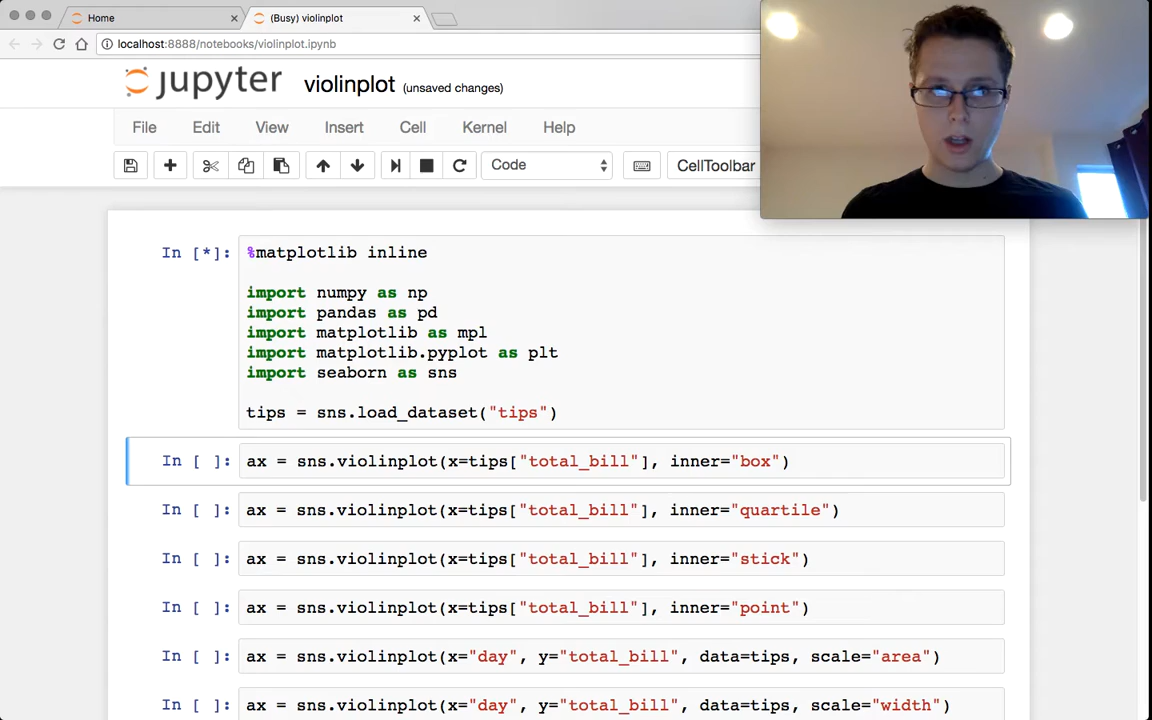 Home
(Busy) violinplot
localhost:8888/notebooks/violinplot.ipynb
jupyter violinplot (unsaved changes)
File Edit View Insert Cell Kernel Help
Code CellToolbar
In [*]: %matplotlib inline
import numpy as np
import pandas as pd
import matplotlib as mpl
import matplotlib.pyplot as plt
import seaborn as sns
tips = sns.load_dataset("tips")
In [ ]: ax = sns.violinplot(x=tips["total_bill"], inner="box")
In [ ]: ax = sns.violinplot(x=tips["total_bill"], inner="quartile")
In [ ]: ax = sns.violinplot(x=tips["total_bill"], inner="stick")
In [ ]: ax = sns.violinplot(x=tips["total_bill"], inner="point")
In [ ]: ax = sns.violinplot(x="day", y="total_bill", data=tips, scale="area")
In [ ]: ax = sns.violinplot(x="day", y="total_bill", data=tips, scale="width")